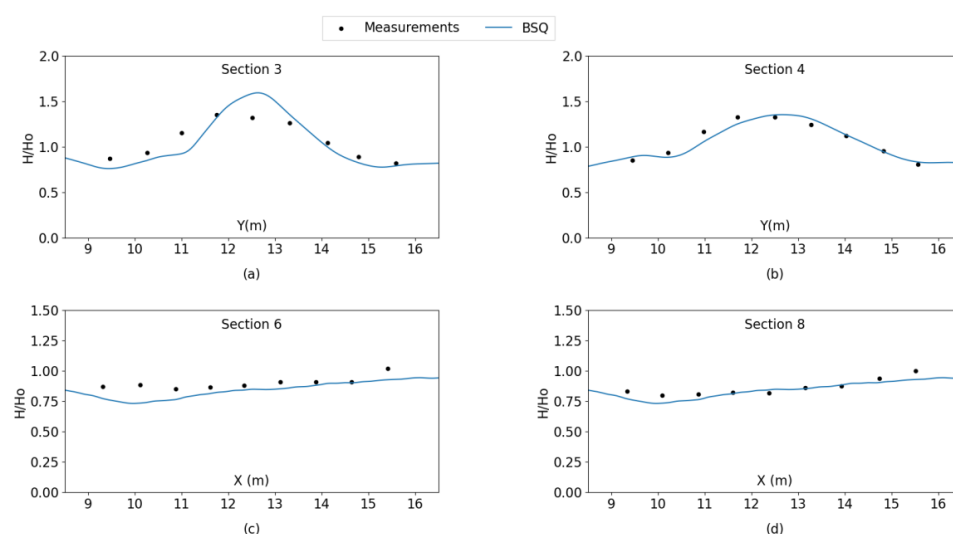 Measurements BSQ
Section 3
H/Ho
2.0
1.5
1.0
0.5
0.0
Y(m)
9 10 11 12 13 14 15 16
(a)
Section 4
H/Ho
2.0
1.5
1.0
0.5
0.0
Y(m)
9 10 11 12 13 14 15 16
(b)
Section 6
H/Ho
1.50
1.25
1.00
0.75
0.50
0.25
0.00
X (m)
9 10 11 12 13 14 15 16
(c)
Section 8
H/Ho
1.50
1.25
1.00
0.75
0.50
0.25
0.00
X (m)
9 10 11 12 13 14 15 16
(d)